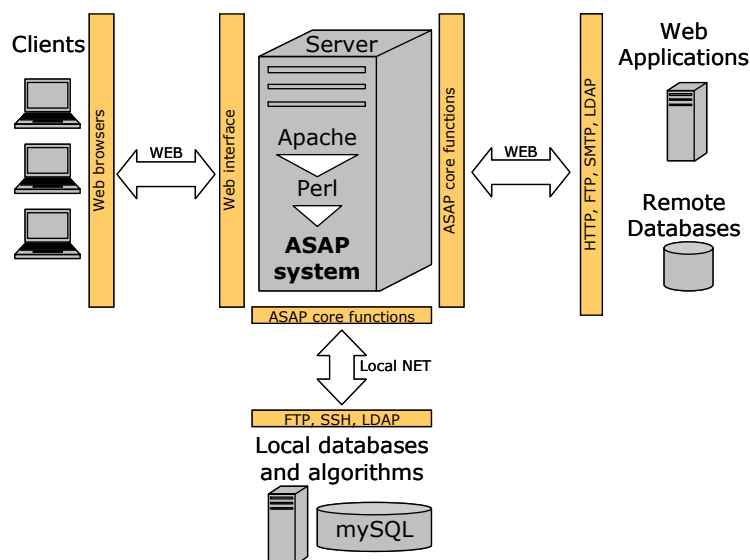 Clients
Web browsers
WEB
Web interface
Server
Apache
Perl
ASAP
system
ASAP core functions
WEB
HTTP, FTP, SMTP, LDAP
Web
Applications
Remote
Databases
ASAP core functions
Local NET
FTP, SSH, LDAP
Local databases
and algorithms
mySQL